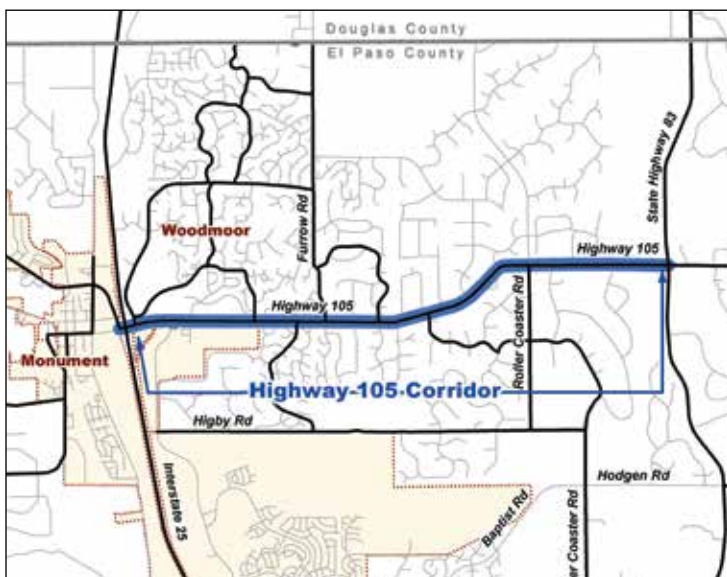 Douglas County
El Paso County
State Highway 83
Furrow Rd
Woodmoor
Highway 105
Highway 105
Roller Coaster Rd
Monument
Highway 105 Corridor
Higby Rd
Interstate 25
Hodgen Rd
Baptist Rd
er Coaster Rd